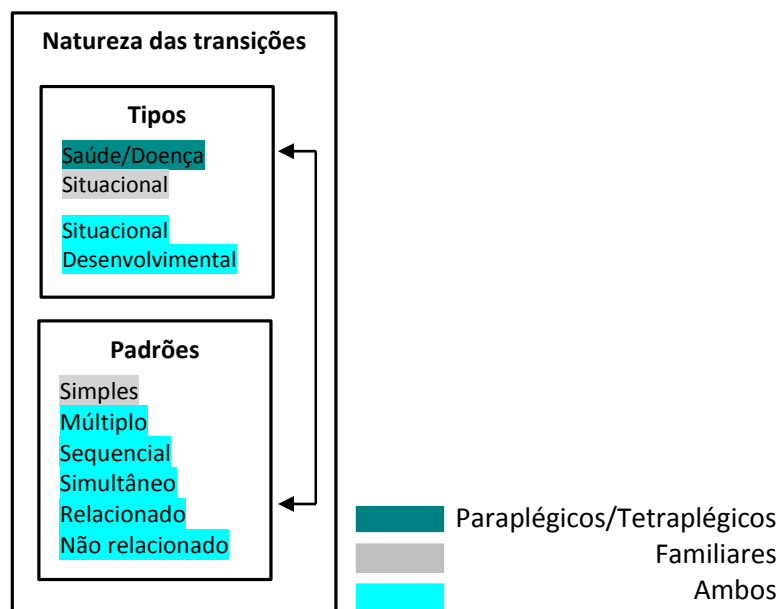 Natureza das transições
Tipos
Saúde/Doença
Situacional
Situacional
Desenvolvimental
Padrões
Simples
Múltiplo
Sequencial
Simultâneo
Relacionado
Não relacionado
Paraplégicos/Tetraplégicos
Familiares
Ambos